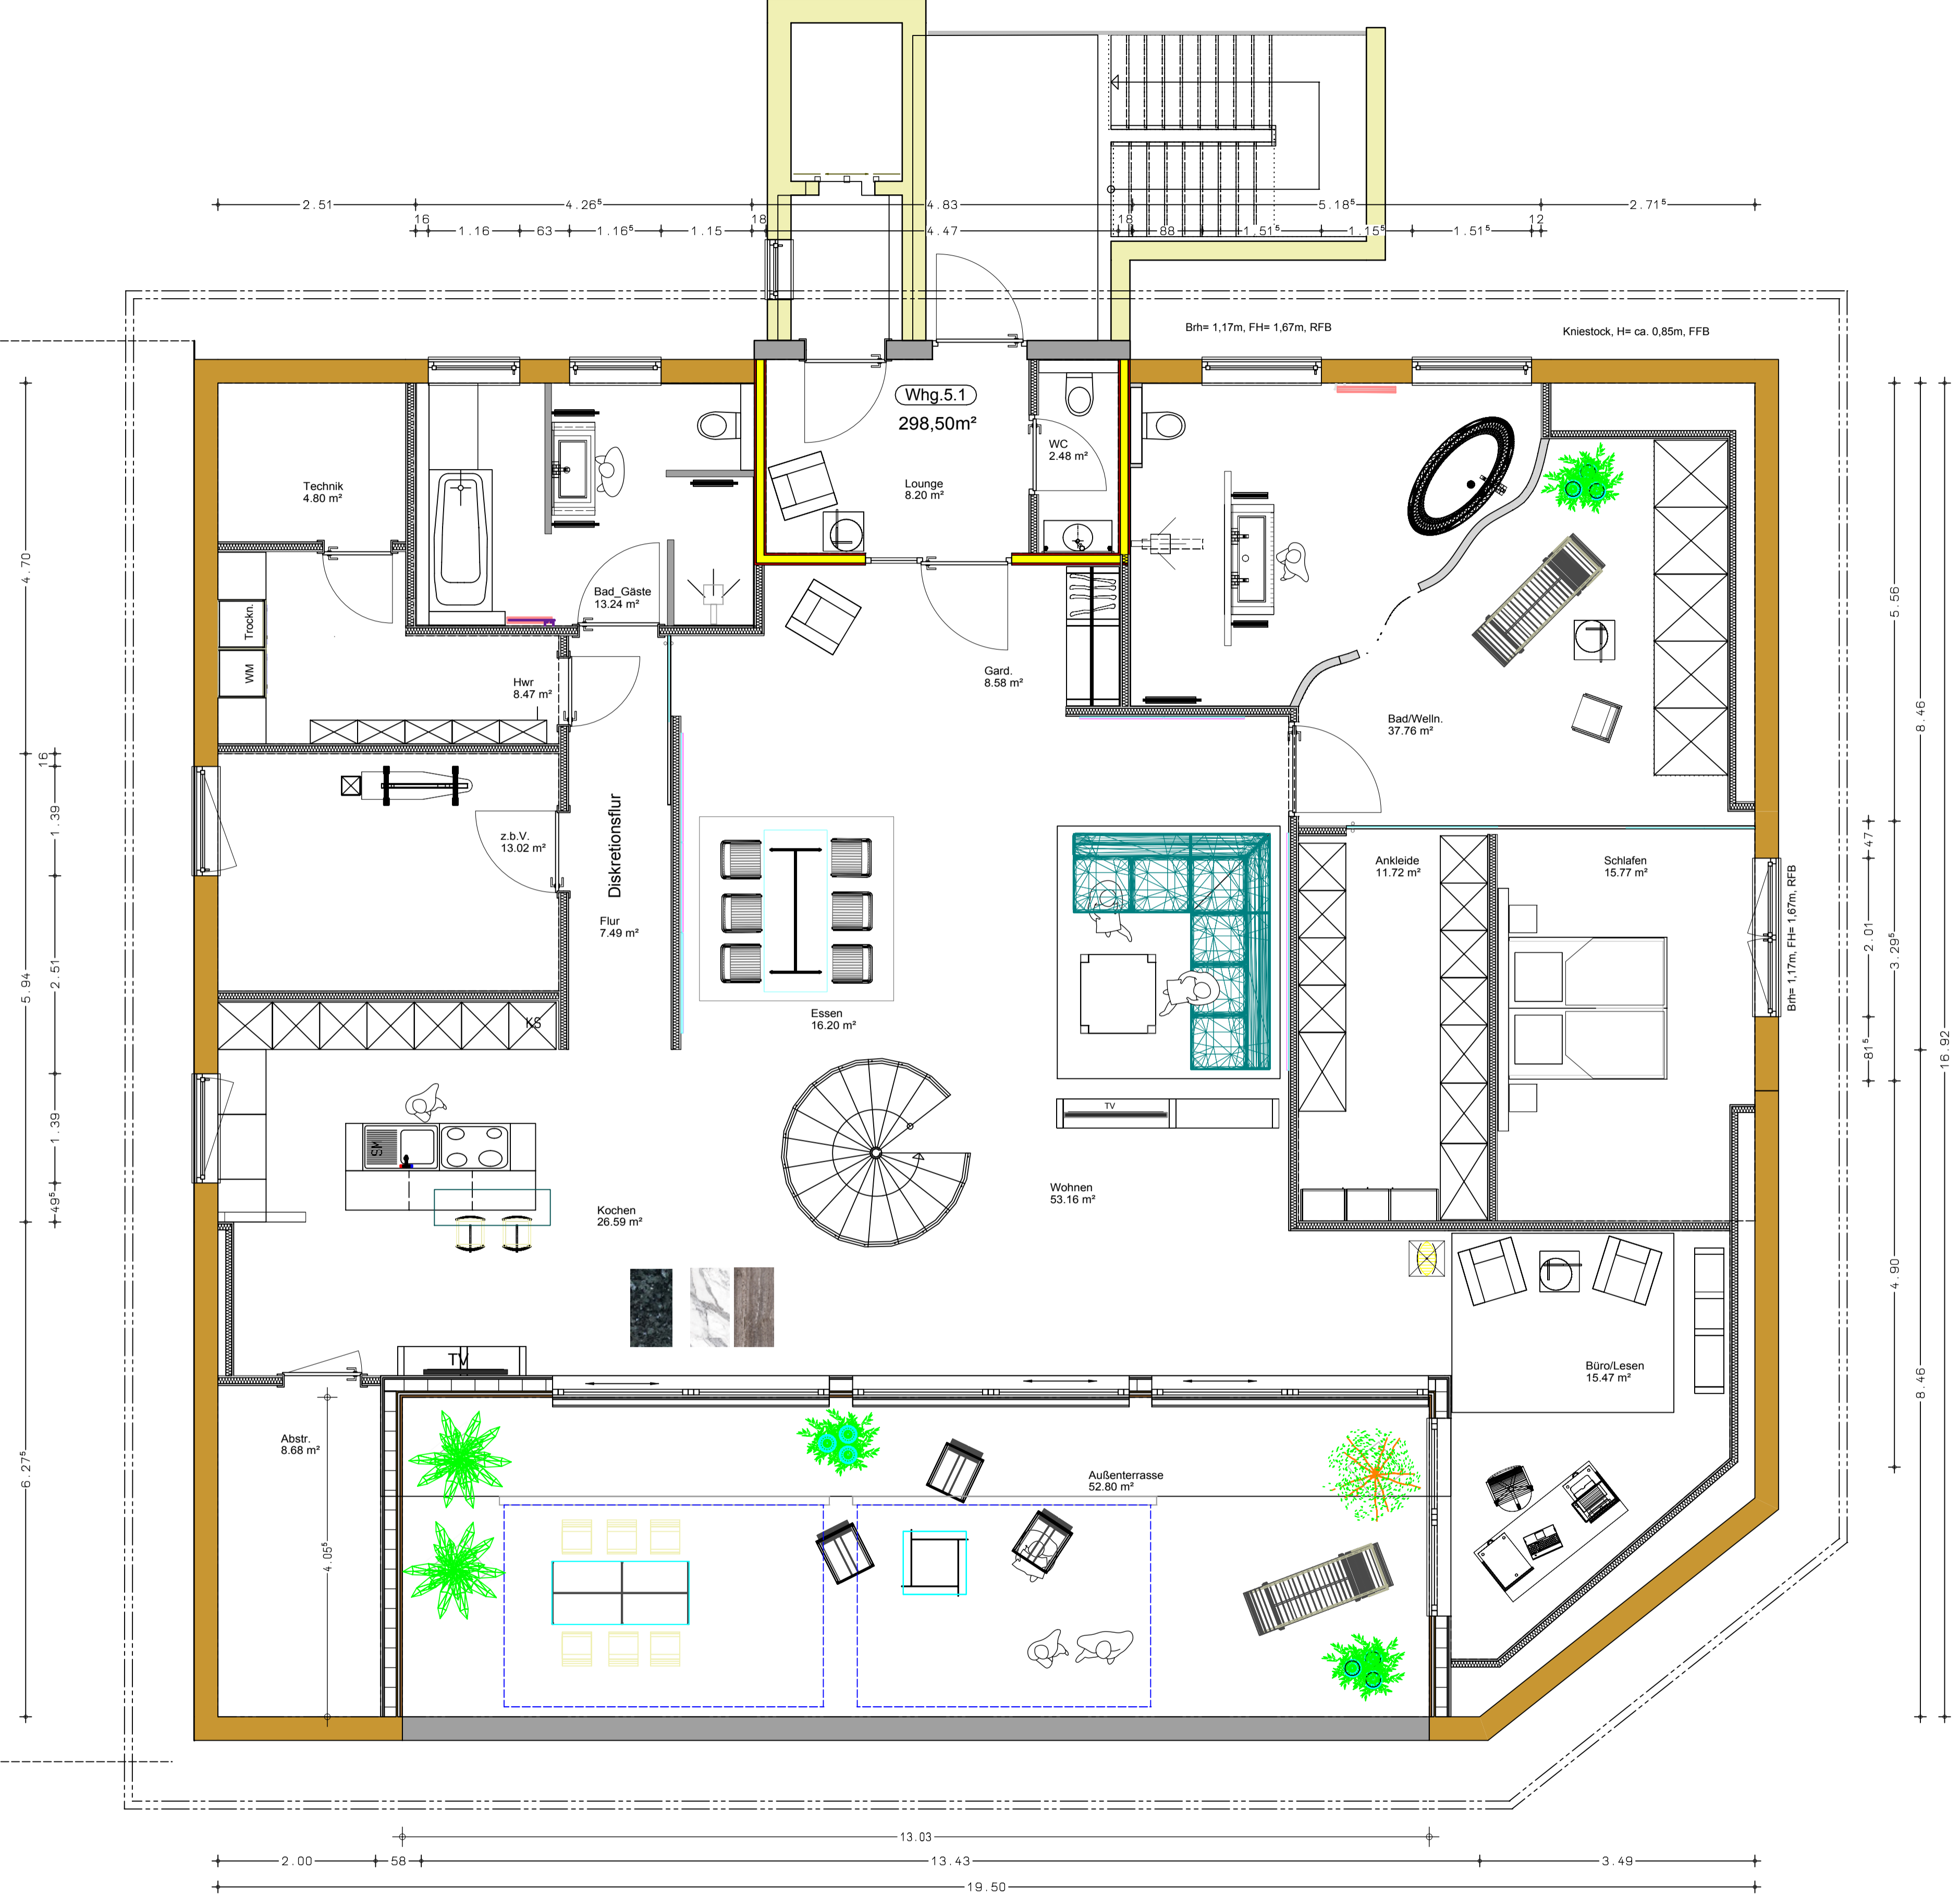 2.51
4.26⁵
4.83
5.18⁵
2.71⁵
16
18
18
12
1.16
63
1.16⁵
1.15
4.47
88
1.51⁵
1.15⁵
1.51⁵
Brh= 1,17m, FH= 1,67m, RFB
Kniestock, H= ca. 0,85m, FFB
Whg.5.1
298,50m²
WC
2.48 m²
Lounge
8.20 m²
Technik
4.80 m²
Bad_Gäste
13.24 m²
Trockn.
WM
Hwr
8.47 m²
Gard.
8.58 m²
Bad/Welln.
37.76 m²
z.b.V.
13.02 m²
Diskretionsflur
Flur
7.49 m²
Ankleide
11.72 m²
Schlafen
15.77 m²
Brh= 1,17m, FH= 1,67m, RFB
Essen
16.20 m²
KS
TV
SM
Kochen
26.59 m²
Wohnen
53.16 m²
TV
Büro/Lesen
15.47 m²
Abstr.
8.68 m²
Außenterrasse
52.80 m²
4.05⁵
4.70
5.94
6.27⁵
16
1.39
2.51
1.39
49⁵
47
2.01
81⁵
5.56
3.29⁵
4.90
8.46
8.46
16.92
13.03
2.00
58
13.43
3.49
19.50